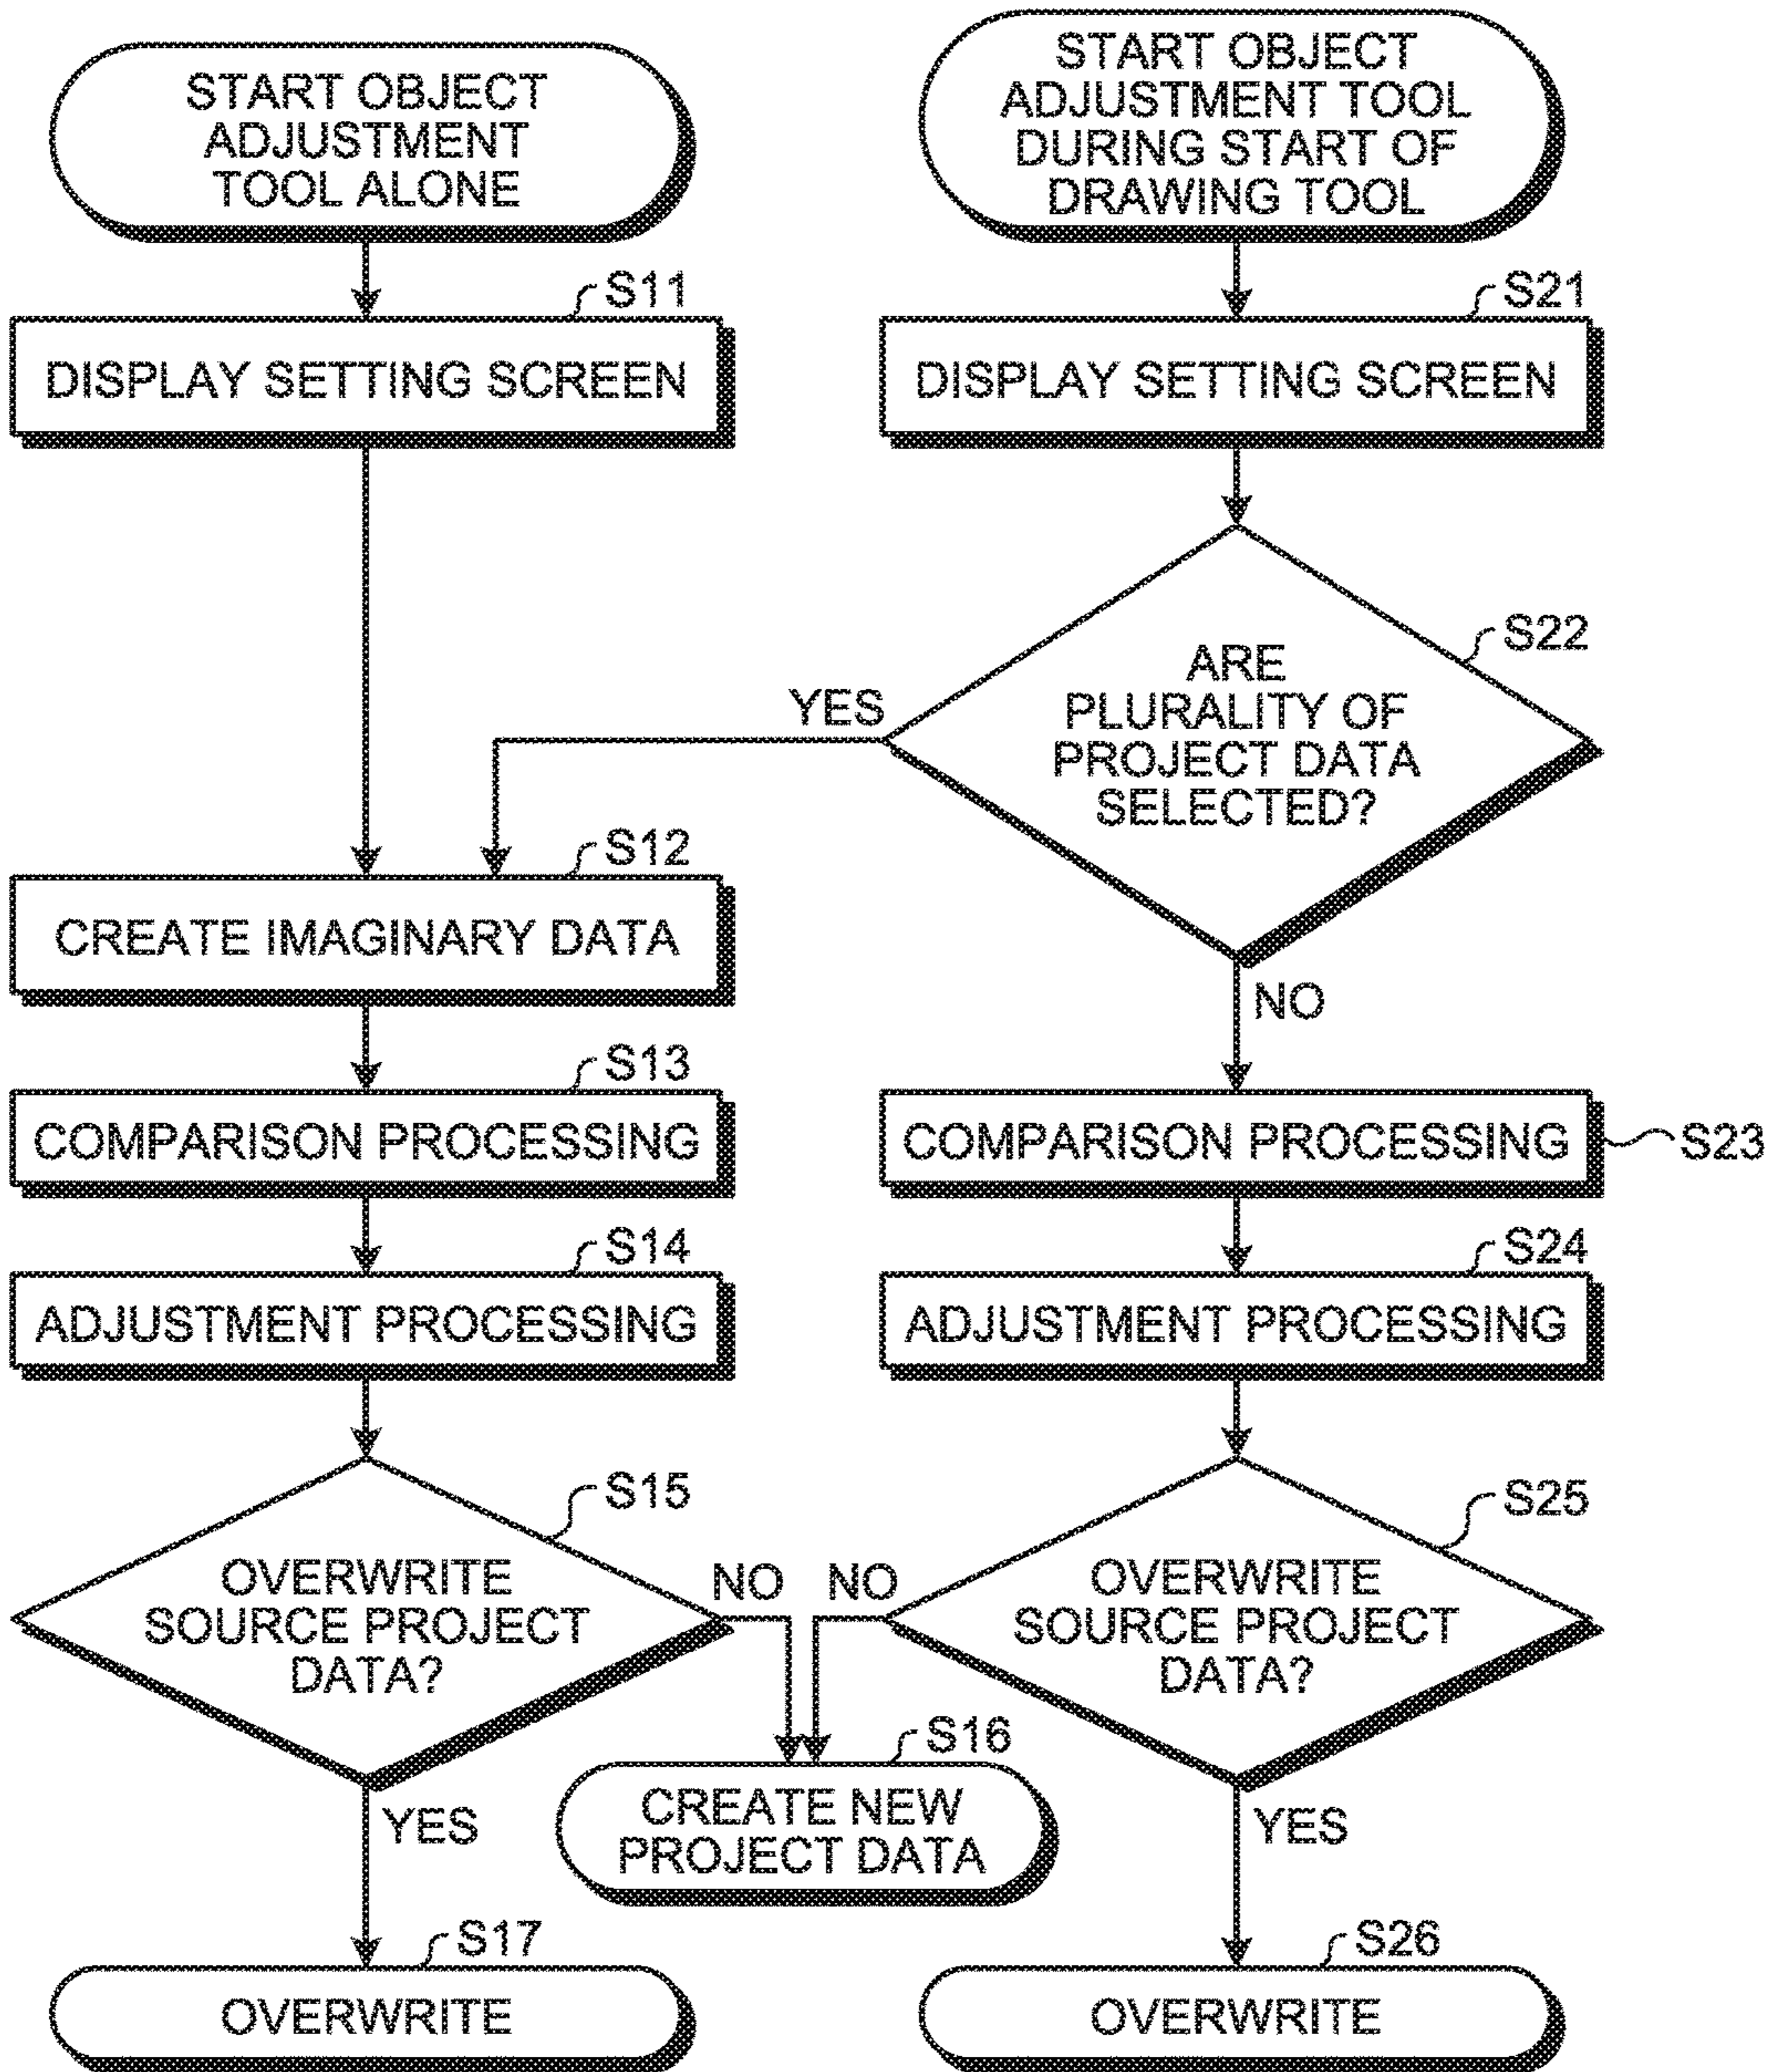 START OBJECT
ADJUSTMENT
TOOL ALONE
START OBJECT
ADJUSTMENT TOOL
DURING START OF
DRAWING TOOL
S11
DISPLAY SETTING SCREEN
S21
DISPLAY SETTING SCREEN
S22
ARE
PLURALITY OF
PROJECT DATA
SELECTED?
YES
NO
S12
CREATE IMAGINARY DATA
S13
COMPARISON PROCESSING
COMPARISON PROCESSING
S23
S14
ADJUSTMENT PROCESSING
S24
ADJUSTMENT PROCESSING
S15
OVERWRITE
SOURCE PROJECT
DATA?
NO
NO
S25
OVERWRITE
SOURCE PROJECT
DATA?
S16
CREATE NEW
PROJECT DATA
YES
YES
S17
OVERWRITE
S26
OVERWRITE